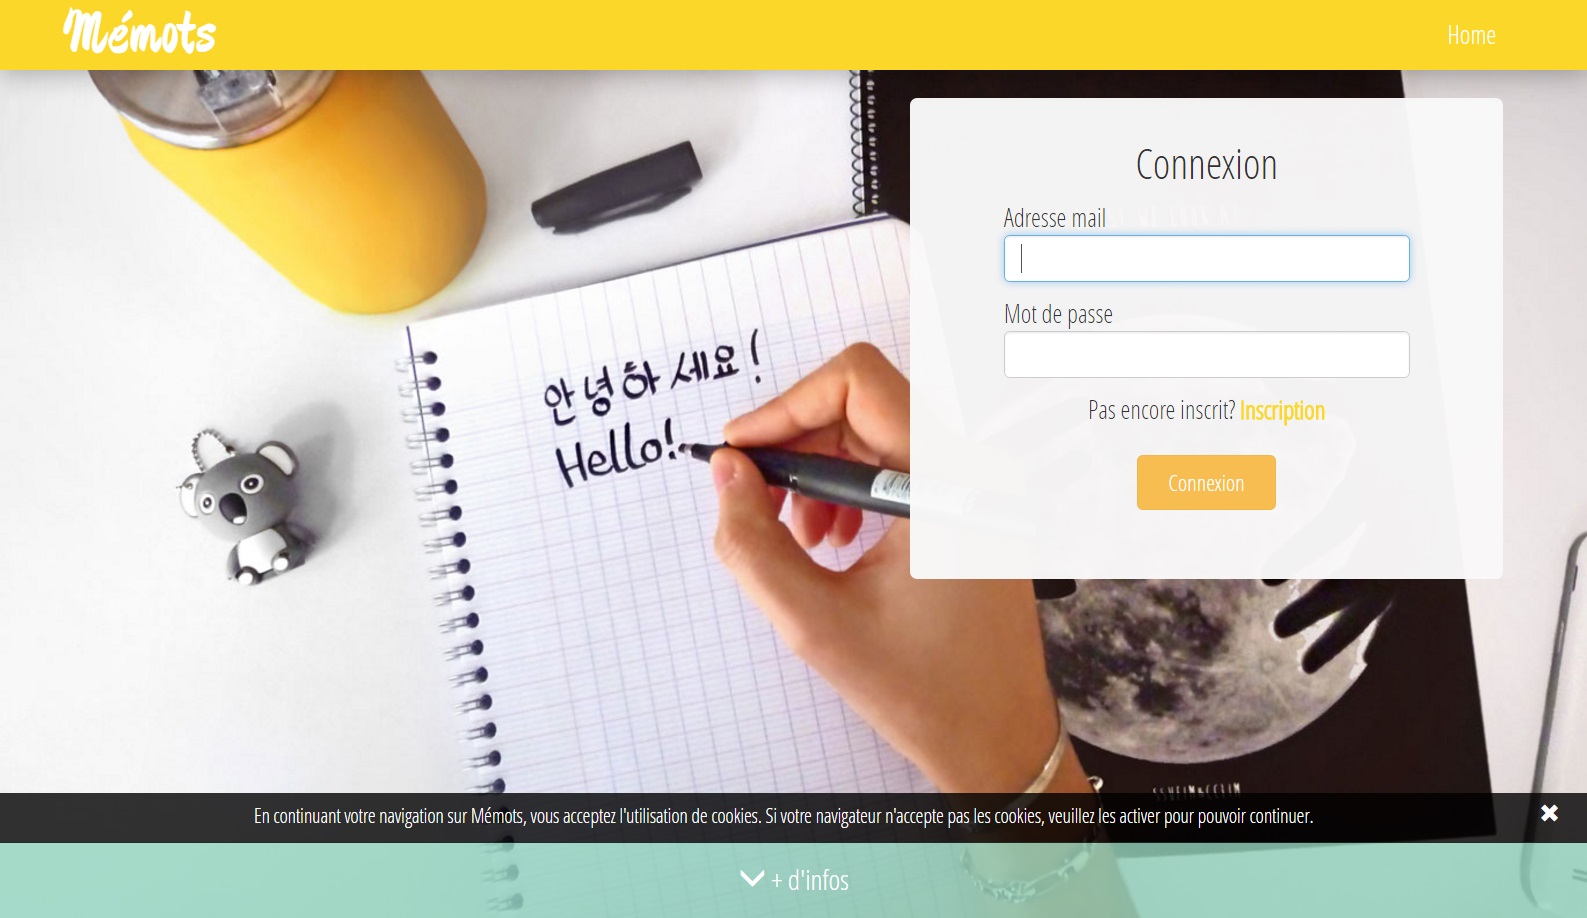 Mémots
Home
안녕하세요!
Hello!
Connexion
Adresse mail
Mot de passe
Pas encore inscrit? Inscription
Connexion
En continuant votre navigation sur Mémots, vous acceptez l'utilisation de cookies. Si votre navigateur n'accepte pas les cookies, veuillez les activer pour pouvoir continuer.
+ d'infos